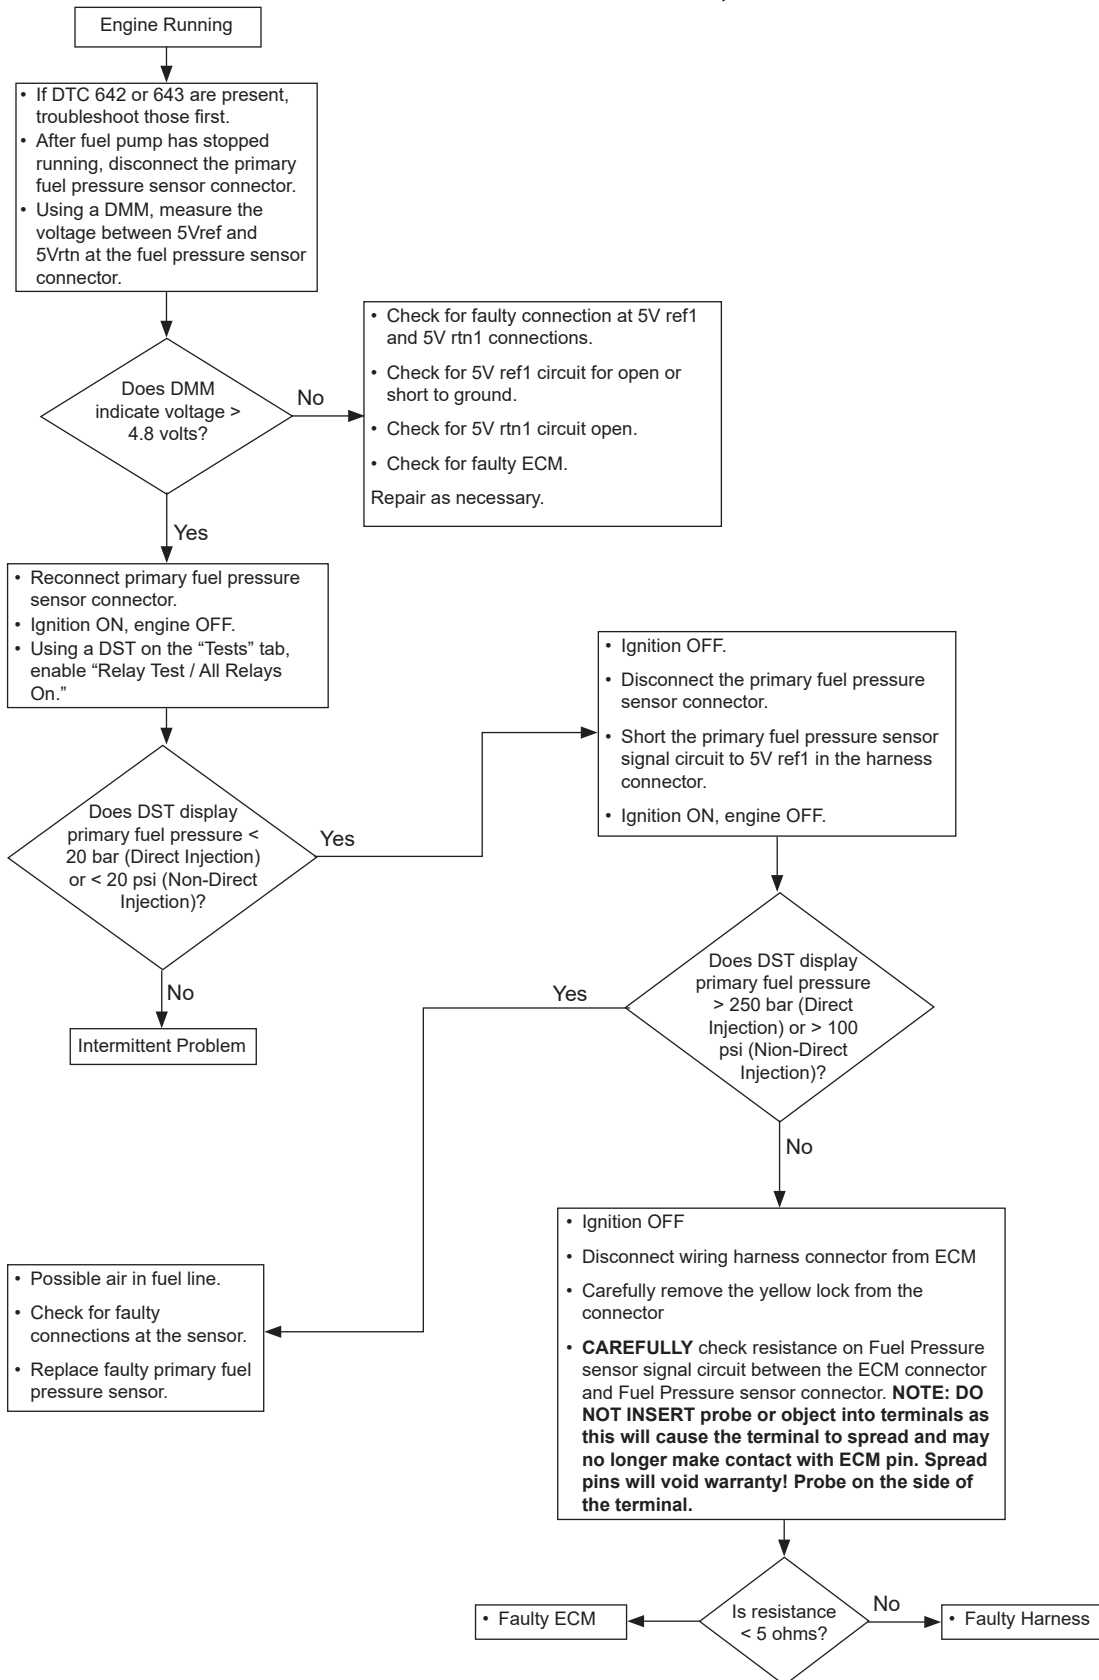 Engine Running
• If DTC 642 or 643 are present,
troubleshoot those first.
• After fuel pump has stopped
running, disconnect the primary
fuel pressure sensor connector.
• Using a DMM, measure the
voltage between 5Vref and
5Vrtn at the fuel pressure sensor
connector.
Does DMM
indicate voltage >
4.8 volts?
No
• Check for faulty connection at 5V ref1
and 5V rtn1 connections.
• Check for 5V ref1 circuit for open or
short to ground.
• Check for 5V rtn1 circuit open.
• Check for faulty ECM.
Repair as necessary.
Yes
• Reconnect primary fuel pressure
sensor connector.
• Ignition ON, engine OFF.
• Using a DST on the “Tests” tab,
enable “Relay Test / All Relays
On.”
Does DST display
primary fuel pressure <
20 bar (Direct Injection)
or < 20 psi (Non-Direct
Injection)?
Yes
No
Intermittent Problem
• Ignition OFF.
• Disconnect the primary fuel pressure
sensor connector.
• Short the primary fuel pressure sensor
signal circuit to 5V ref1 in the harness
connector.
• Ignition ON, engine OFF.
Does DST display
primary fuel pressure
> 250 bar (Direct
Injection) or > 100
psi (Nion-Direct
Injection)?
Yes
No
• Possible air in fuel line.
• Check for faulty
connections at the sensor.
• Replace faulty primary fuel
pressure sensor.
• Ignition OFF
• Disconnect wiring harness connector from ECM
• Carefully remove the yellow lock from the
connector
• CAREFULLY check resistance on Fuel Pressure
sensor signal circuit between the ECM connector
and Fuel Pressure sensor connector. NOTE: DO
NOT INSERT probe or object into terminals as
this will cause the terminal to spread and may
no longer make contact with ECM pin. Spread
pins will void warranty! Probe on the side of
the terminal.
Is resistance
< 5 ohms?
• Faulty ECM
No
• Faulty Harness